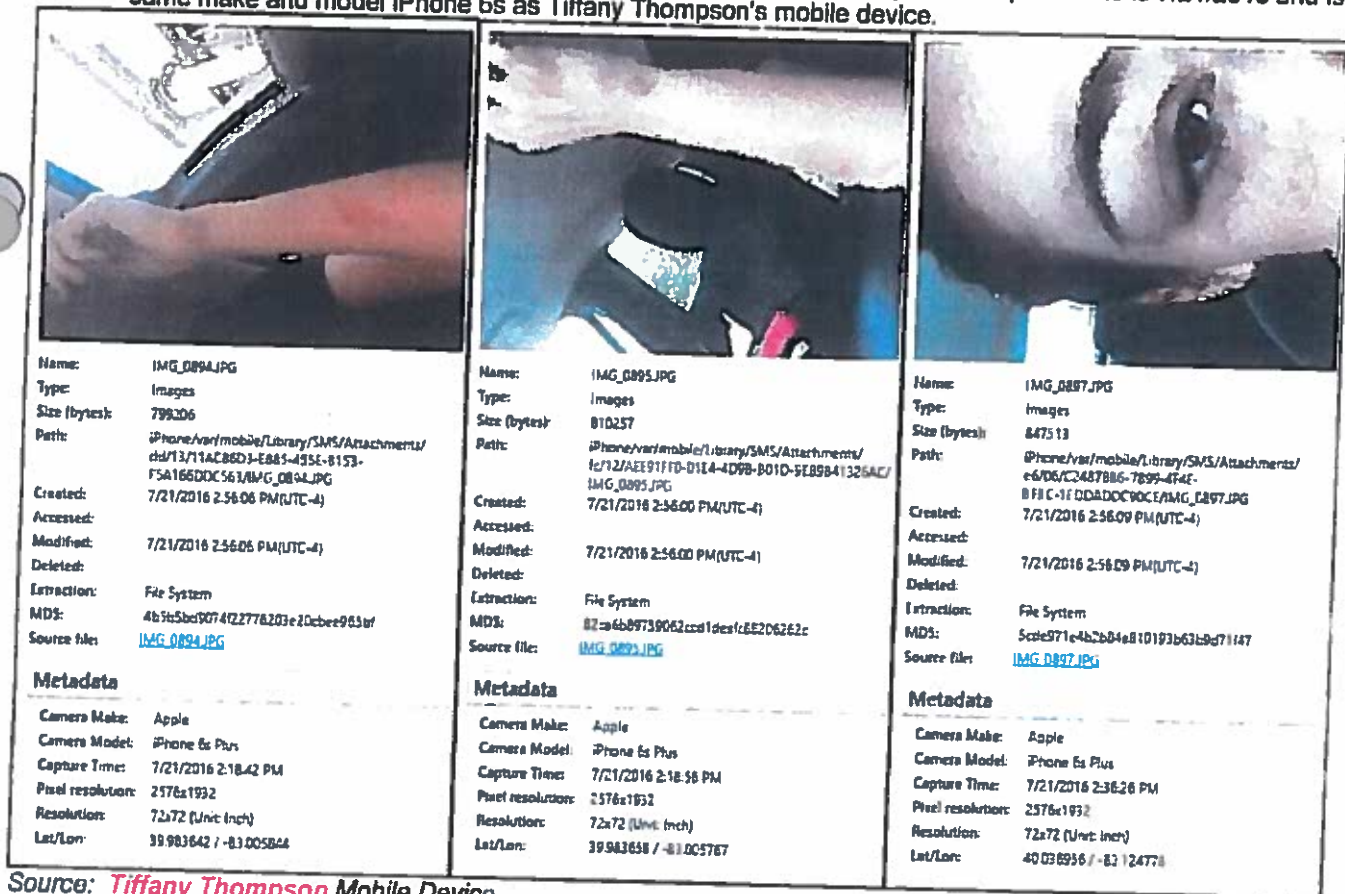 same make and model iPhone 6s as Tiffany Thompson's mobile device.
Name: IMG_0894.JPG
Type: Images
Size (bytes): 799206
Path: iPhone/var/mobile/Library/SMS/Attachments/
Created: 7/21/2016 2:56:06 PM(UTC-4)
Accessed:
Modified: 7/21/2016 2:56:06 PM(UTC-4)
Deleted:
Extraction: File System
MD5:
Source file: IMG_0894.JPG
Metadata
Camera Make: Apple
Camera Model: iPhone 6s Plus
Capture Time: 7/21/2016 2:18:42 PM
Pixel resolution: 2576x1932
Resolution: 72x72 (Unit: Inch)
Lat/Lon: 39.983642 / -83.005844
Name: IMG_0895.JPG
Type: Images
Size (bytes): 810257
Path: iPhone/var/mobile/Library/SMS/Attachments/
IMG_0895.JPG
Created: 7/21/2016 2:56:00 PM(UTC-4)
Accessed:
Modified: 7/21/2016 2:56:00 PM(UTC-4)
Deleted:
Extraction: File System
MD5:
Source file: IMG_0895.JPG
Metadata
Camera Make: Apple
Camera Model: iPhone 6s Plus
Capture Time: 7/21/2016 2:18:56 PM
Pixel resolution: 2576x1932
Resolution: 72x72 (Unit: Inch)
Lat/Lon: 39.983658 / -83.005767
Name: IMG_0897.JPG
Type: Images
Size (bytes): 847513
Path: iPhone/var/mobile/Library/SMS/Attachments/
Created: 7/21/2016 2:56:09 PM(UTC-4)
Accessed:
Modified: 7/21/2016 2:56:09 PM(UTC-4)
Deleted:
Extraction: File System
MD5:
Source file: IMG_0897.JPG
Metadata
Camera Make: Apple
Camera Model: iPhone 6s Plus
Capture Time: 7/21/2016 2:36:26 PM
Pixel resolution: 2576x1932
Resolution: 72x72 (Unit: Inch)
Lat/Lon:
Source: Tiffany Thompson Mobile Device